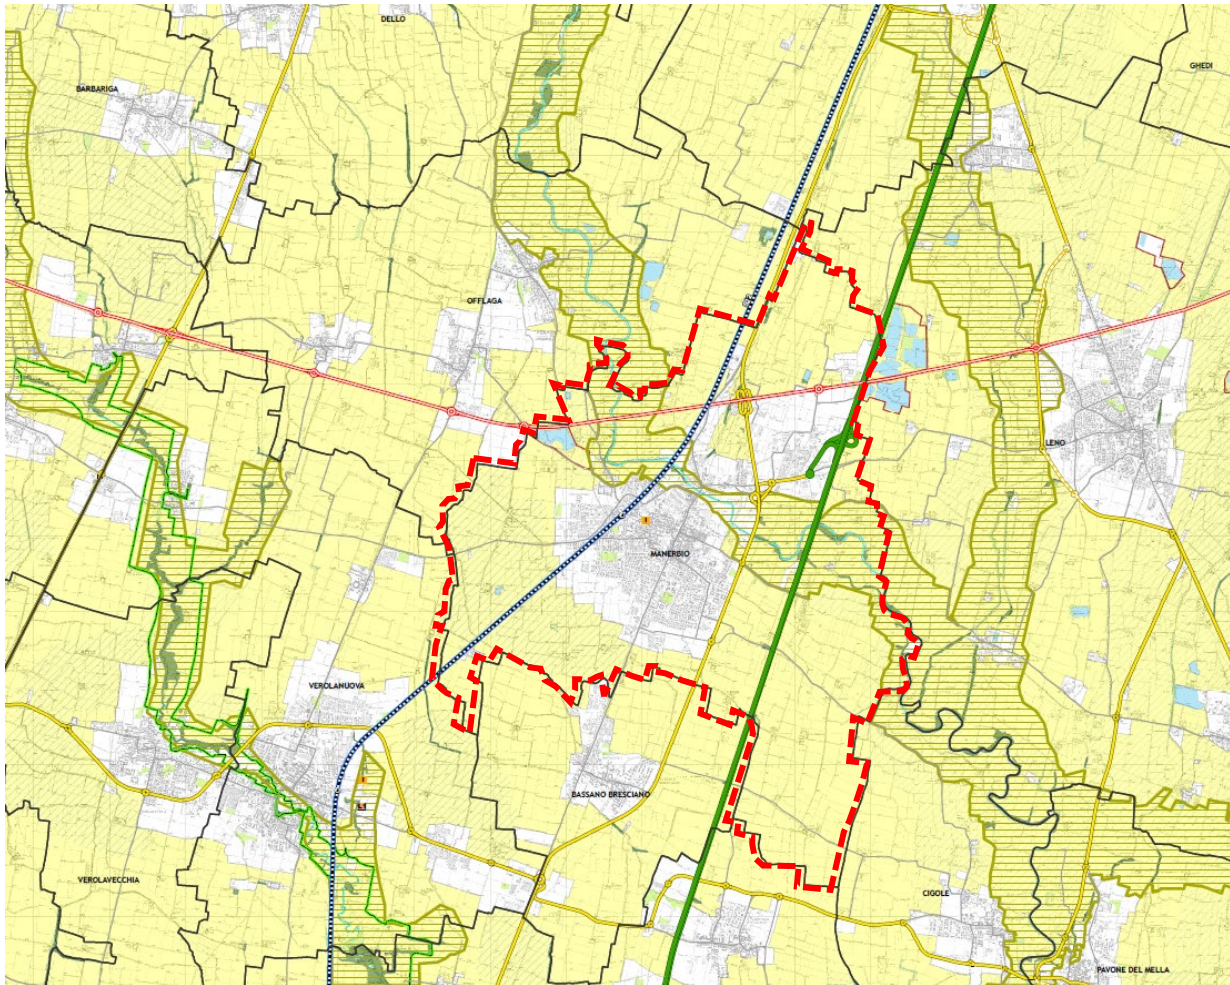 DELLO
GHEDI
BARBARIGA
OFFLAGA
LENO
MANERBIO
VEROLANUOVA
BASSANO BRESCIANO
VEROLAVECCHIA
CIGOLE
PAVONE DEL MELLA